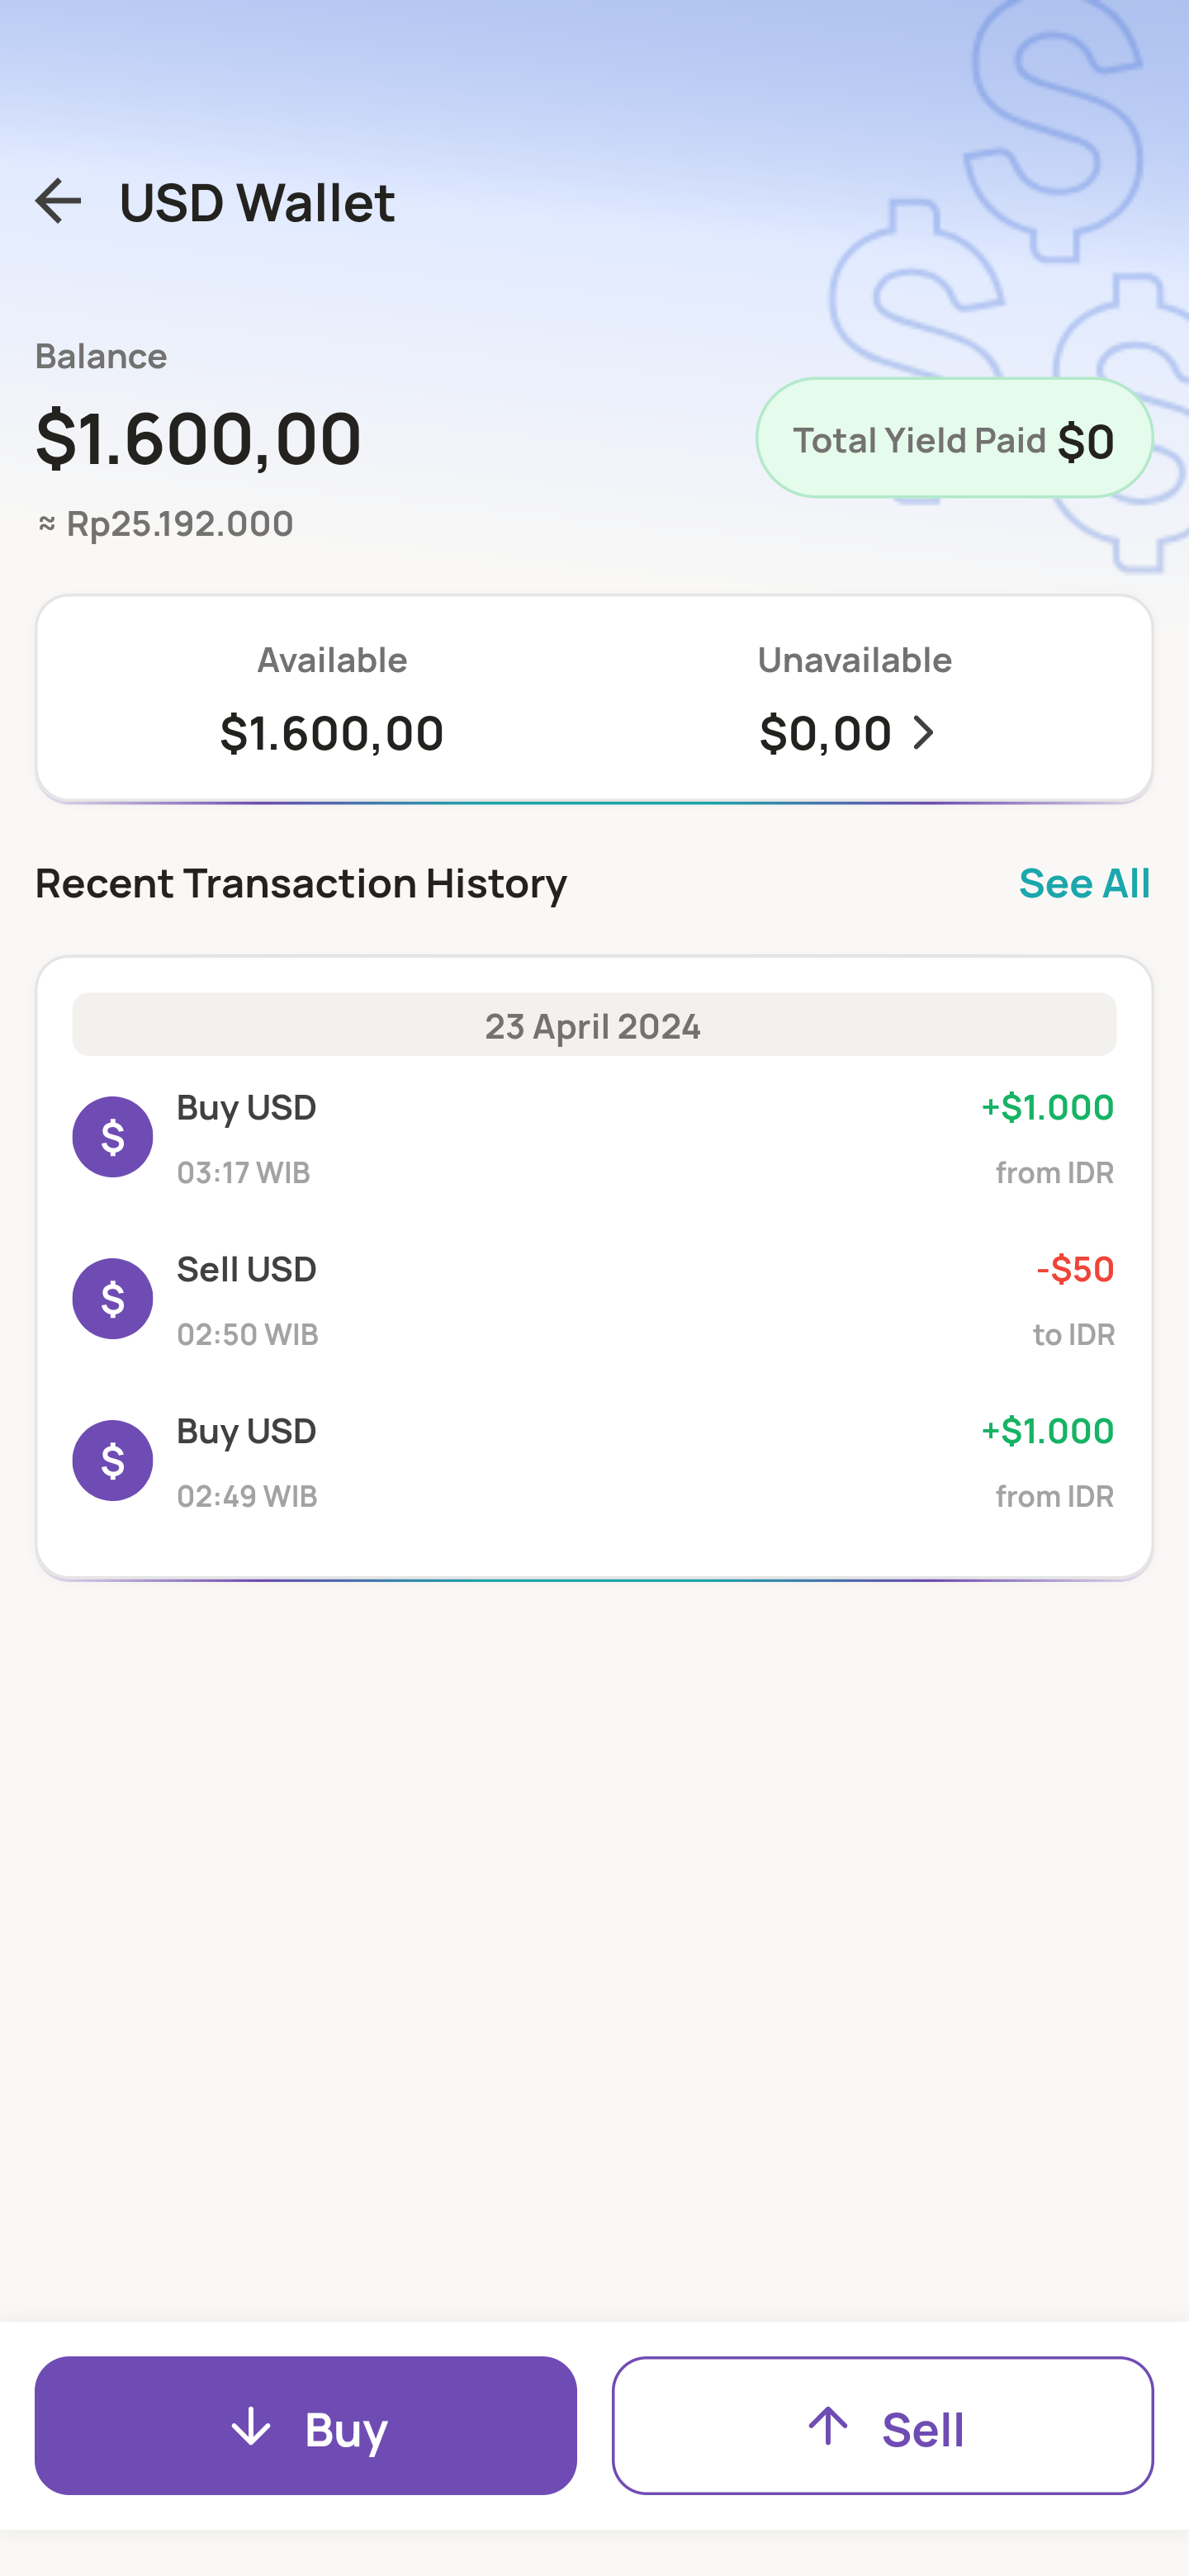 USD Wallet
Balance
$1.600,00
Total Yield Paid $0
≈ Rp25.192.000
Available
Unavailable
$1.600,00
$0,00
Recent Transaction History
See All
23 April 2024
Buy USD
+$1.000
03:17 WIB
from IDR
Sell USD
-$50
02:50 WIB
to IDR
Buy USD
+$1.000
02:49 WIB
from IDR
Buy
Sell